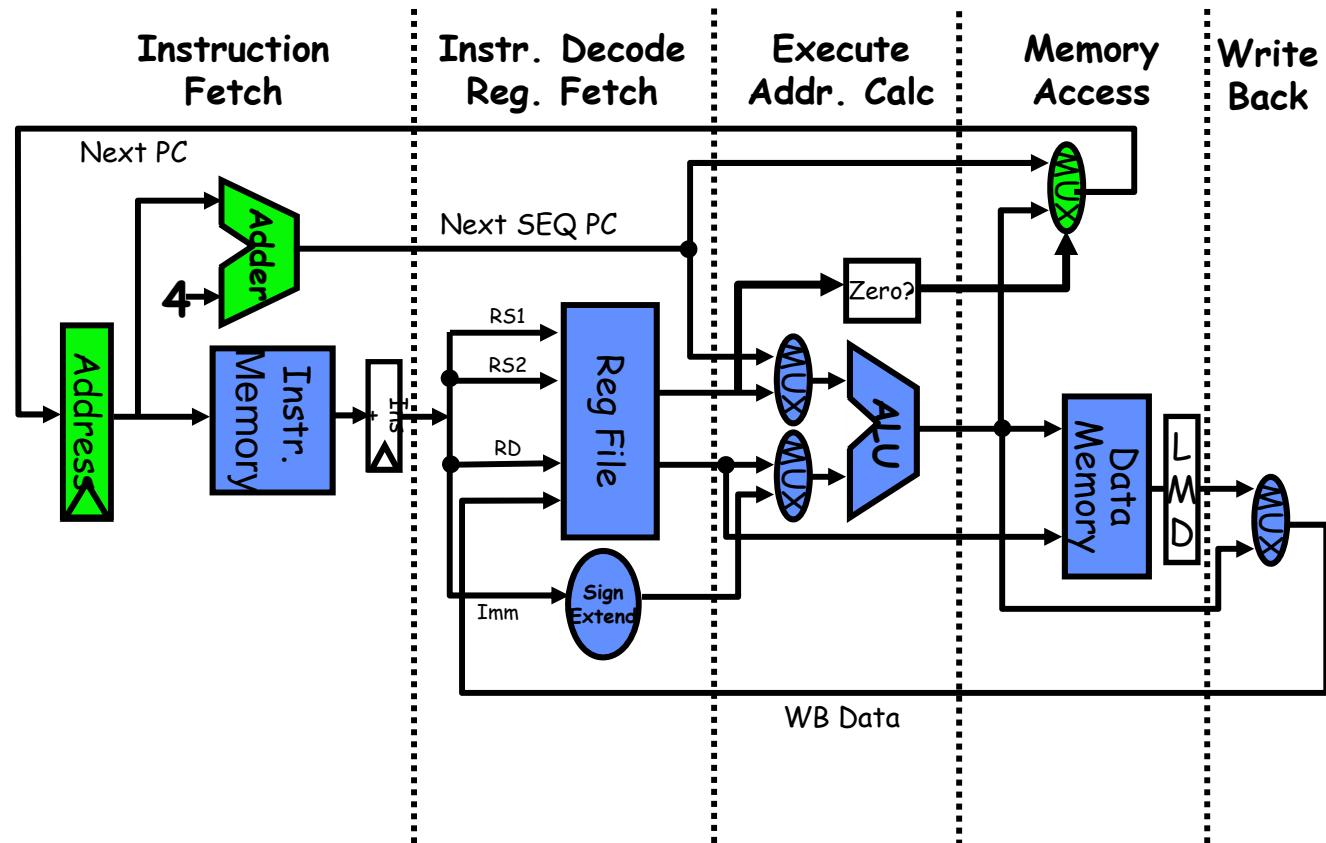 Instruction
Fetch
Instr. Decode
Reg. Fetch
Execute
Addr. Calc
Memory
Access
Write
Back
Next PC
MUX
Adder
Next SEQ PC
4
Zero?
RS1
RS2
RD
Imm
Address
Instr.
Memory
Ins
t
Reg File
MUX
MUX
ALU
Data
Memory
L
M
D
MUX
Sign
Extend
WB Data